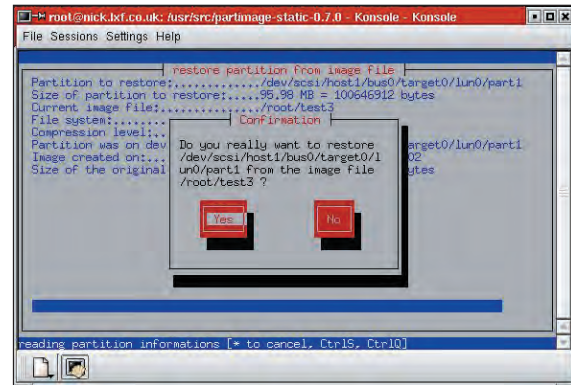 root@nick.lxf.co.uk: /usr/src/partimage-static-0.7.0 - Konsole - Konsole
File Sessions Settings Help
restore partition from image file
Partition to restore:............../dev/scsi/host1/bus0/target0/lun0/part1
Size of partition to restore:.....95.98 MB = 100646912 bytes
Current image file:.............../root/test3
File system:.......
Compression level:..
Partition was on dev arget0/lun0/part1
Image created on:... 02
Size of the original ytes
Confirmation
Do you really want to restore
/dev/scsi/host1/bus0/target0/l
un0/part1 from the image file
/root/test3 ?
Yes No
reading partition informations [* to cancel, CtrlS, CtrlQ]